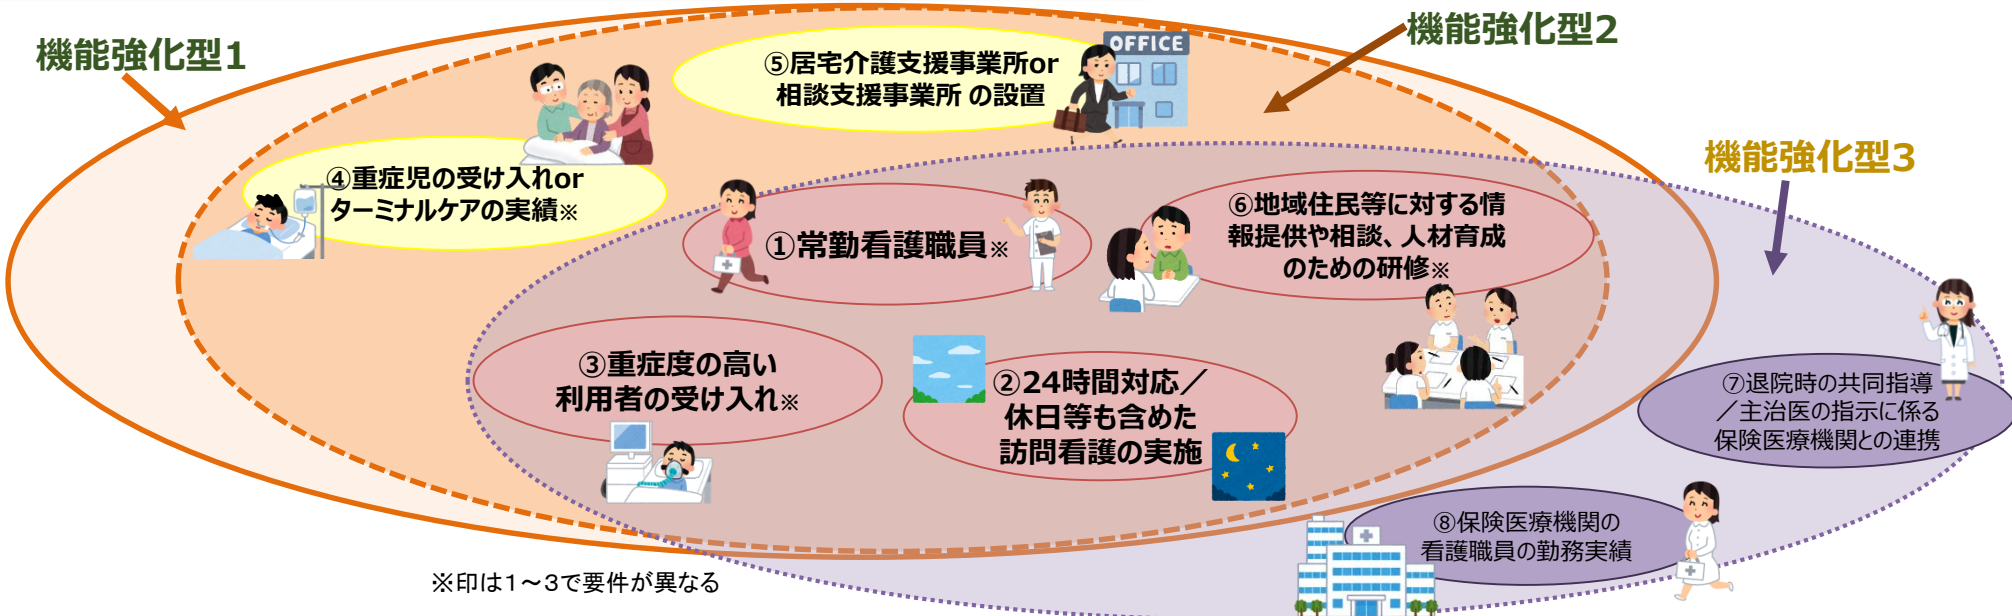 機能強化型1
機能強化型2
機能強化型3
⑤居宅介護支援事業所or
相談支援事業所 の設置
OFFICE
④重症児の受け入れor
ターミナルケアの実績※
①常勤看護職員※
⑥地域住民等に対する情
報提供や相談、人材育成
のための研修※
③重症度の高い
利用者の受け入れ※
②24時間対応／
休日等も含めた
訪問看護の実施
⑦退院時の共同指導
／主治医の指示に係る
保険医療機関との連携
⑧保険医療機関の
看護職員の勤務実績
※印は1～3で要件が異なる